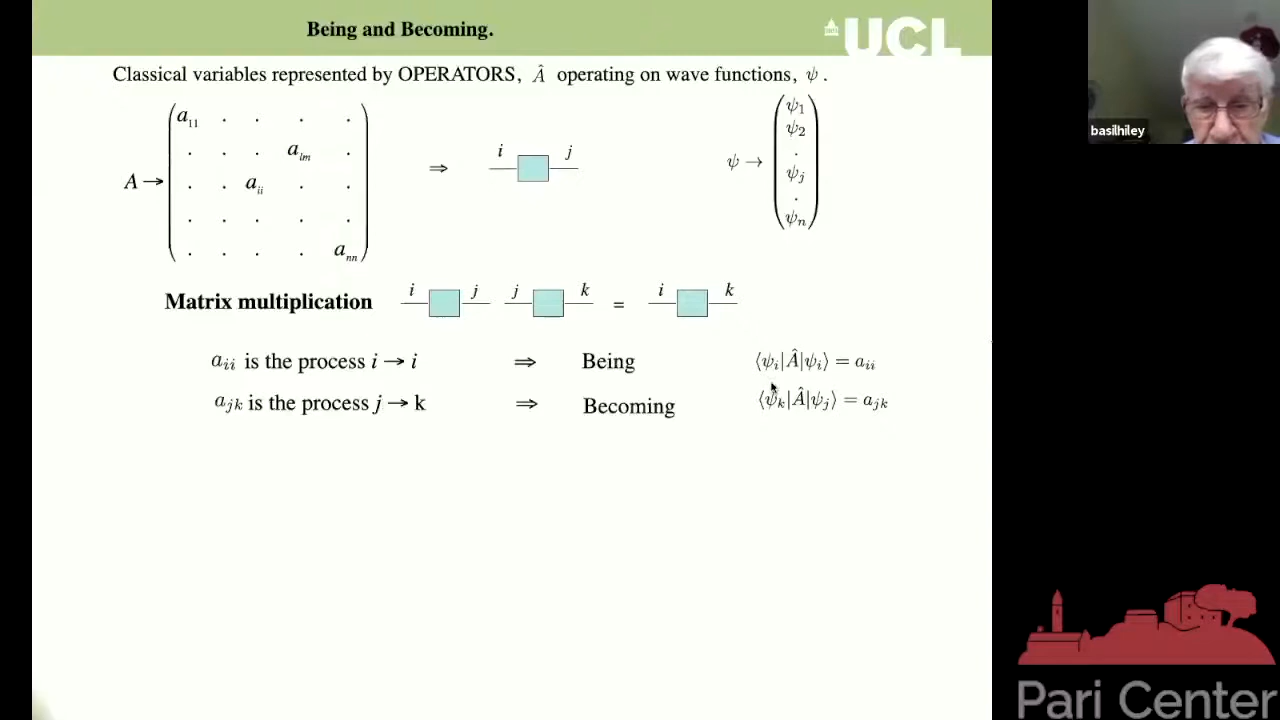 Being and Becoming.
UCL
Classical variables represented by OPERATORS, Â operating on wave functions, ψ .
basilhiley
A → ( a₁₁ . . . . )
( . . . aₗₘ . )
( . . aᵢᵢ . . )
( . . . . . )
( . . . . aₙₙ )
⇒ i j
ψ → ( ψ₁ ψ₂ . ψⱼ . ψₙ )
Matrix multiplication i j j k = i k
aᵢᵢ is the process i → i ⇒ Being ⟨ψᵢ|Â|ψᵢ⟩ = aᵢᵢ
aⱼₖ is the process j → k ⇒ Becoming ⟨ψₖ|Â|ψⱼ⟩ = aⱼₖ
Pari Center